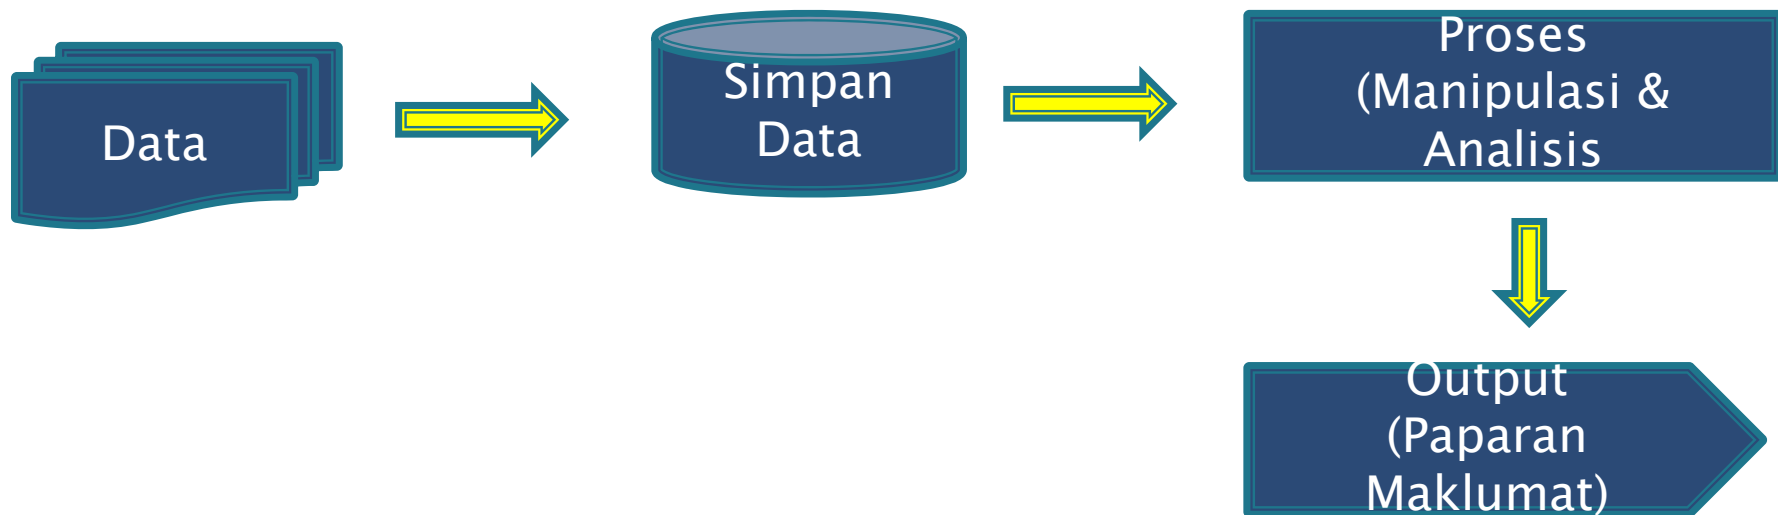 Data
Simpan
Data
Proses
(Manipulasi &
Analisis
Output
(Paparan
Maklumat)